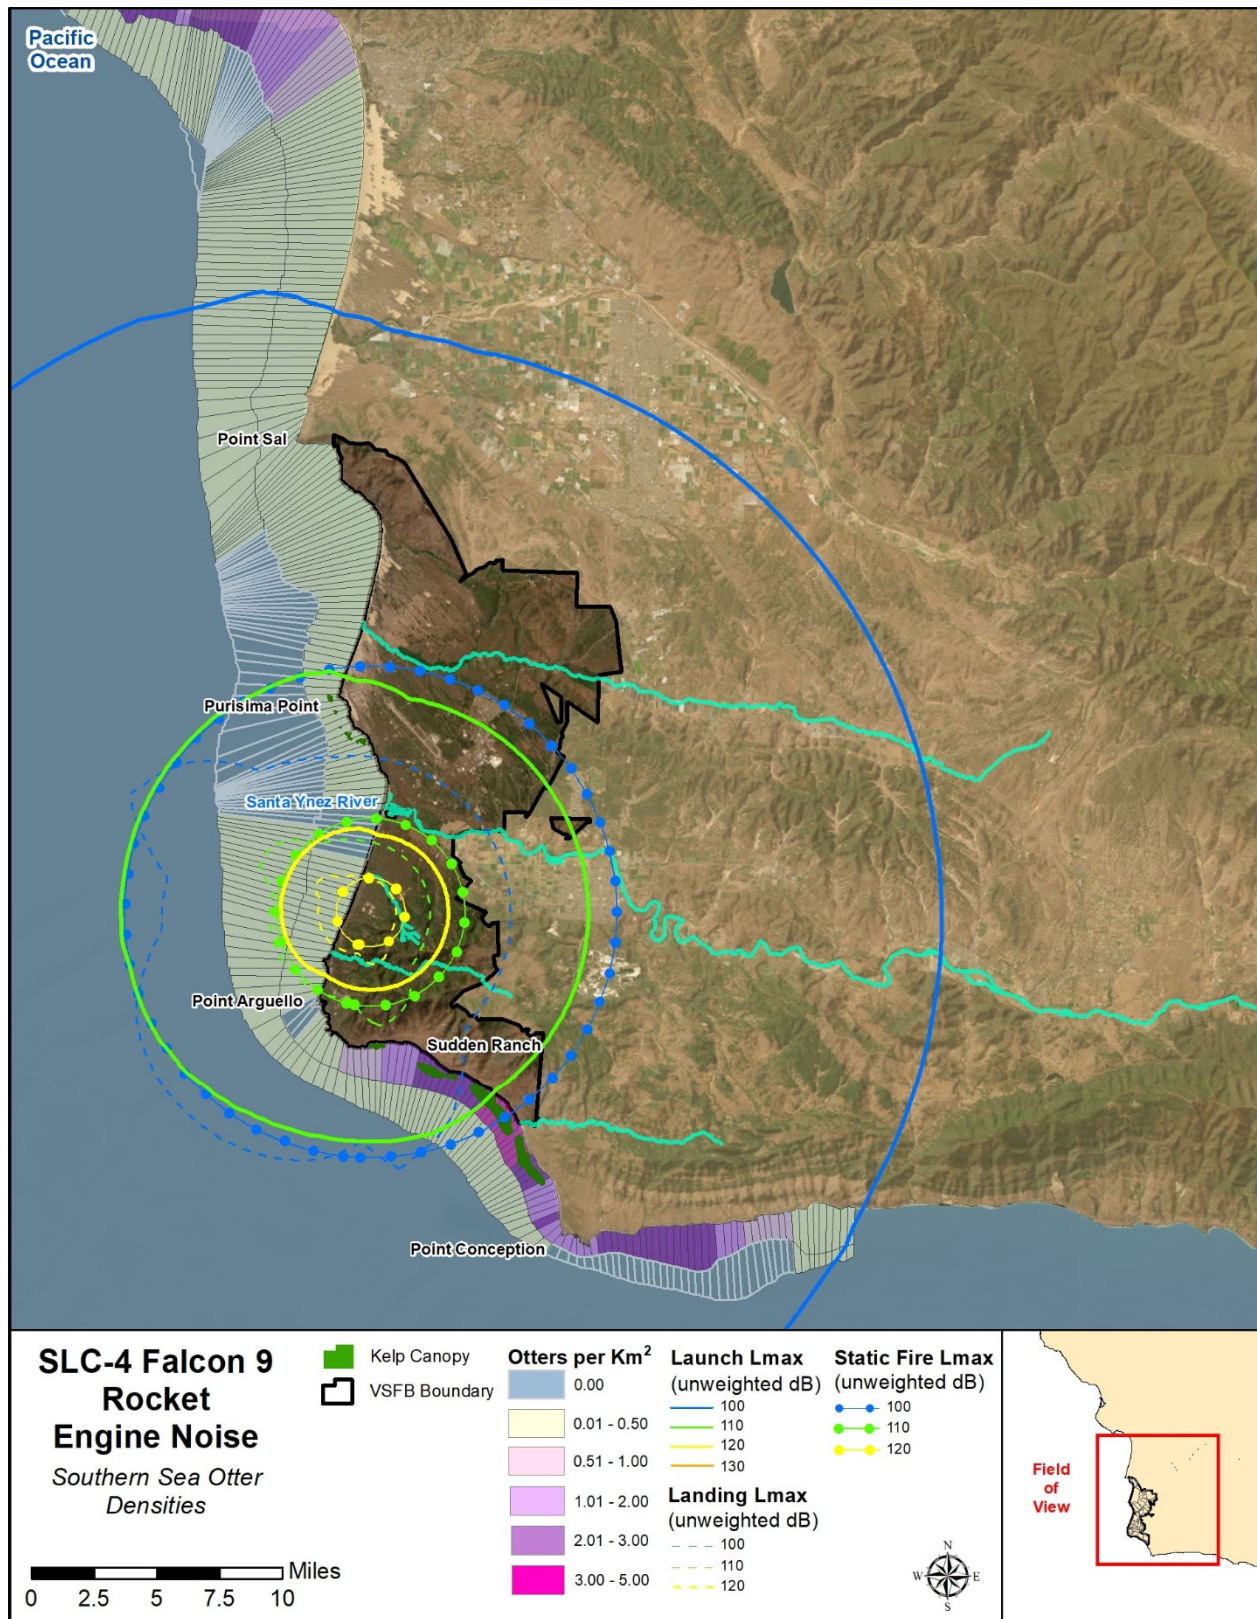 Pacific
Ocean
Point Sal
Purisima Point
Santa Ynez River
Point Arguello
Sudden Ranch
Point Conception
SLC-4 Falcon 9
Rocket
Engine Noise
Southern Sea Otter
Densities
0 2.5 5 7.5 10 Miles
Kelp Canopy
VSFB Boundary
Otters per Km²
0.00
0.01 - 0.50
0.51 - 1.00
1.01 - 2.00
2.01 - 3.00
3.00 - 5.00
Launch Lmax
(unweighted dB)
100
110
120
130
Landing Lmax
(unweighted dB)
100
110
120
Static Fire Lmax
(unweighted dB)
100
110
120
N
W E
S
Field
of
View